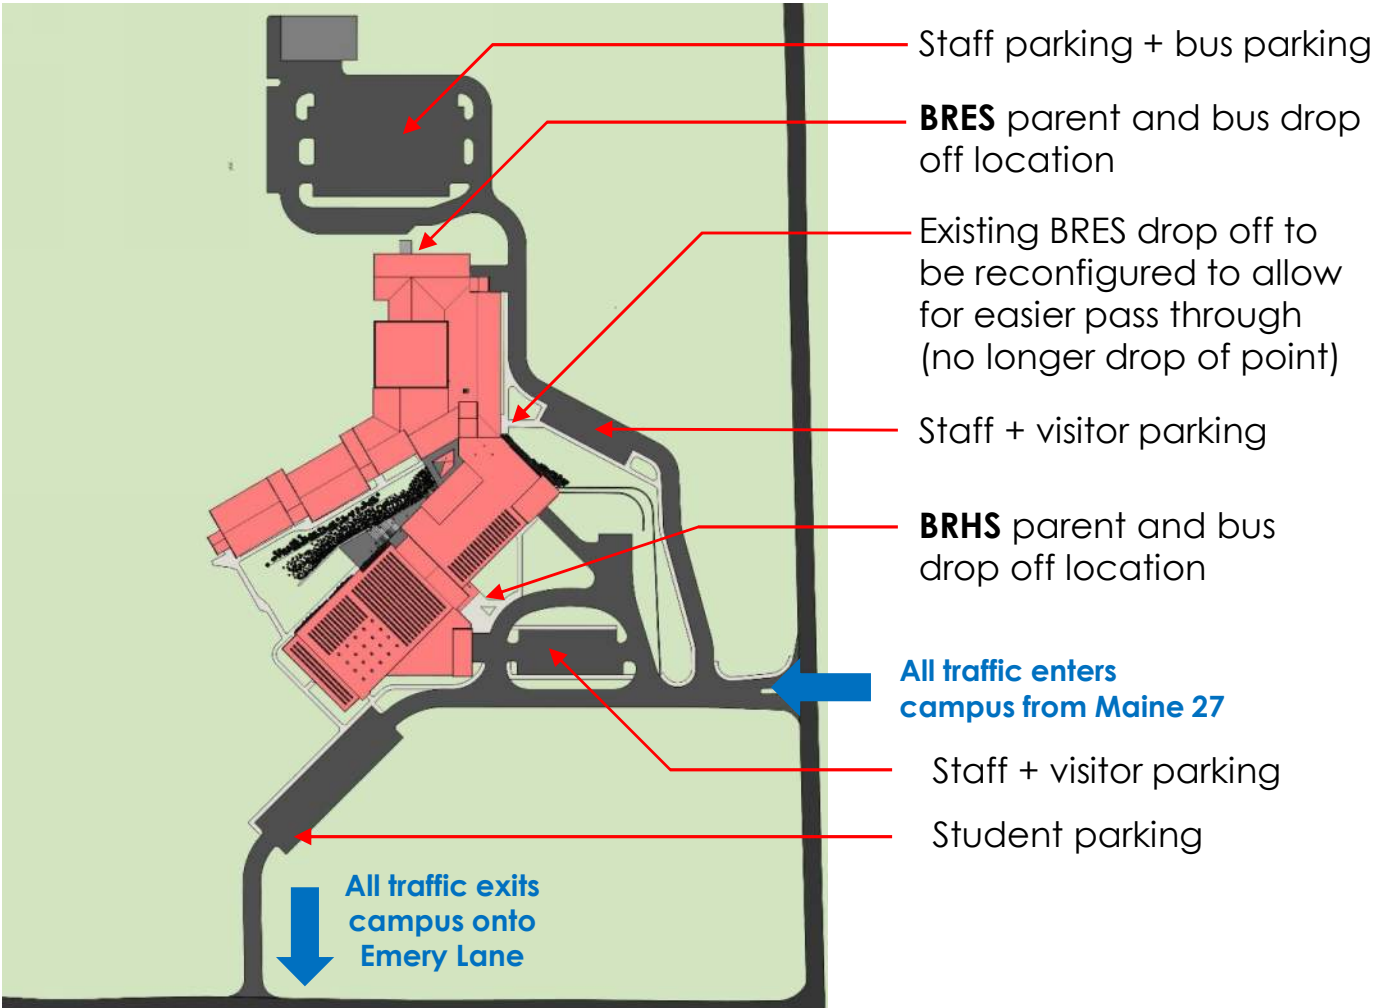 Staff parking + bus parking
BRES parent and bus drop
off location
Existing BRES drop off to
be reconfigured to allow
for easier pass through
(no longer drop of point)
Staff + visitor parking
BRHS parent and bus
drop off location
All traffic enters
campus from Maine 27
Staff + visitor parking
Student parking
All traffic exits
campus onto
Emery Lane